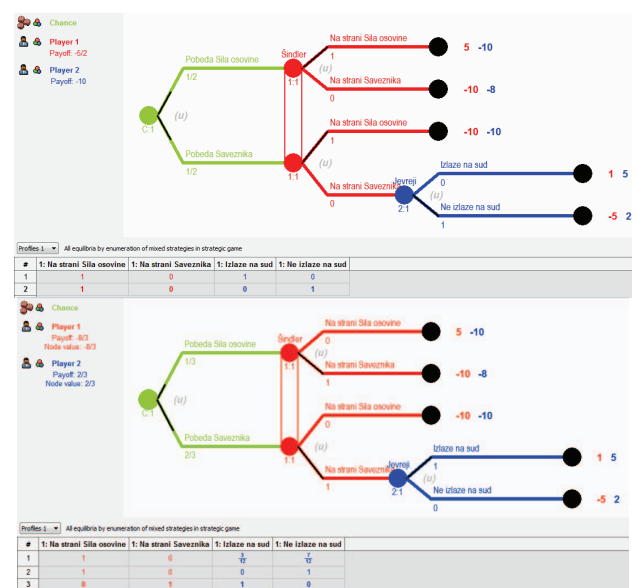 Chance
Player 1
Payoff: -5/2
Player 2
Payoff: -10
C:1
(u)
Pobeda Sila osovine
1/2
Pobeda Saveznika
1/2
Šindler
1:1
(u)
Na strani Sila osovine
1
5 -10
Na strani Saveznika
0
-10 -8
1:1
(u)
Na strani Sila osovine
1
-10 -10
Na strani Saveznika
0
Jevreji
2:1
(u)
Izlaze na sud
0
1 5
Ne izlaze na sud
1
-5 2
Profiles 1 All equilibria by enumeration of mixed strategies in strategic game
# 1: Na strani Sila osovine 1: Na strani Saveznika 1: Izlaze na sud 1: Ne izlaze na sud
1 1 0 1 0
2 1 0 0 1
Chance
Player 1
Payoff: -8/3
Node value: -8/3
Player 2
Payoff: 2/3
Node value: 2/3
C:1
(u)
Pobeda Sila osovine
1/3
Pobeda Saveznika
2/3
Šindler
1:1
(u)
Na strani Sila osovine
0
5 -10
Na strani Saveznika
1
-10 -8
1:1
(u)
Na strani Sila osovine
0
-10 -10
Na strani Saveznika
1
Jevreji
2:1
(u)
Izlaze na sud
1
1 5
Ne izlaze na sud
0
-5 2
Profiles 1 All equilibria by enumeration of mixed strategies in strategic game
# 1: Na strani Sila osovine 1: Na strani Saveznika 1: Izlaze na sud 1: Ne izlaze na sud
1 1 0 7/12
2 1 0 0 1
3 0 1 1 0